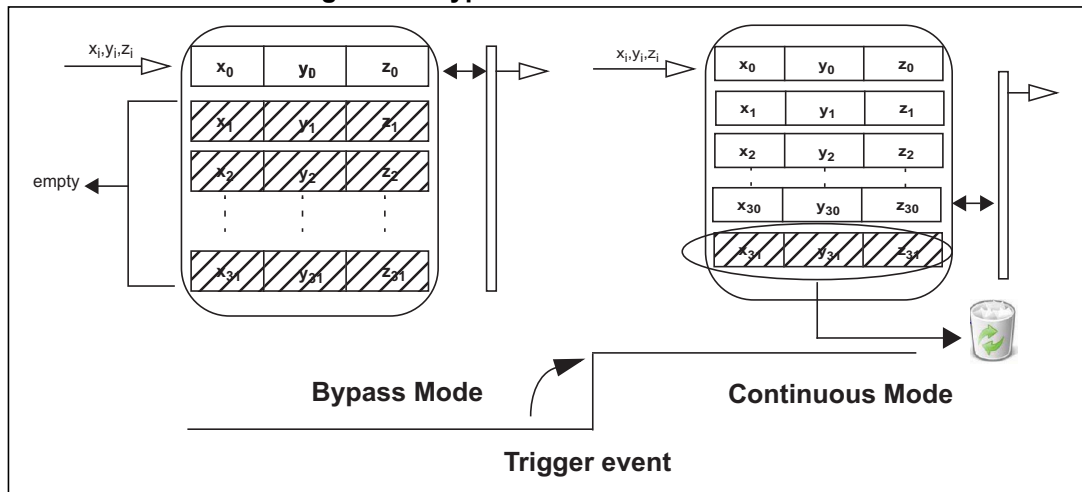 xᵢ,yᵢ,zᵢ
x₀ y₀ z₀
x₁ y₁ z₁
x₂ y₂ z₂
x₃₁ y₃₁ z₃₁
empty
xᵢ,yᵢ,zᵢ
x₀ y₀ z₀
x₁ y₁ z₁
x₂ y₂ z₂
x₃₀ y₃₀ z₃₀
x₃₁ y₃₁ z₃₁
Bypass Mode
Continuous Mode
Trigger event